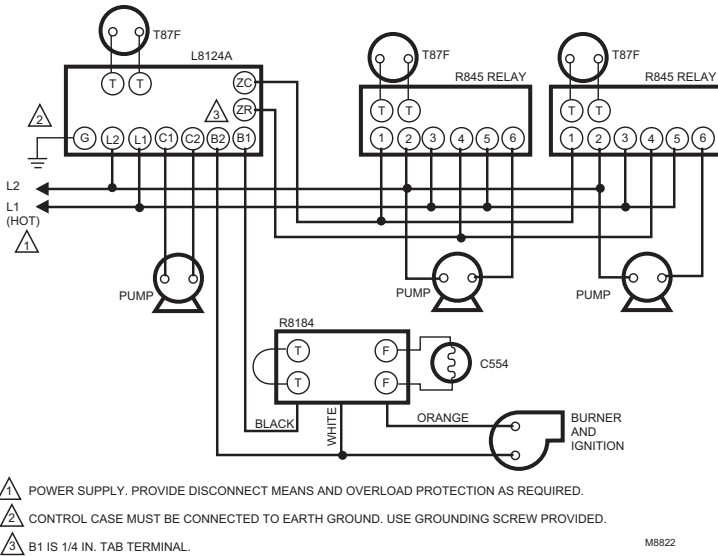 T87F
L8124A
T T
ZC
ZR
2
3
G L2 L1 C1 C2 B2 B1
T87F
R845 RELAY
T T
1 2 3 4 5 6
T87F
R845 RELAY
T T
1 2 3 4 5 6
L2
L1
(HOT)
1
PUMP
PUMP
PUMP
R8184
T
T
F
F
C554
BLACK
WHITE
ORANGE
BURNER
AND
IGNITION
1 POWER SUPPLY. PROVIDE DISCONNECT MEANS AND OVERLOAD PROTECTION AS REQUIRED.
2 CONTROL CASE MUST BE CONNECTED TO EARTH GROUND. USE GROUNDING SCREW PROVIDED.
3 B1 IS 1/4 IN. TAB TERMINAL.
M8822